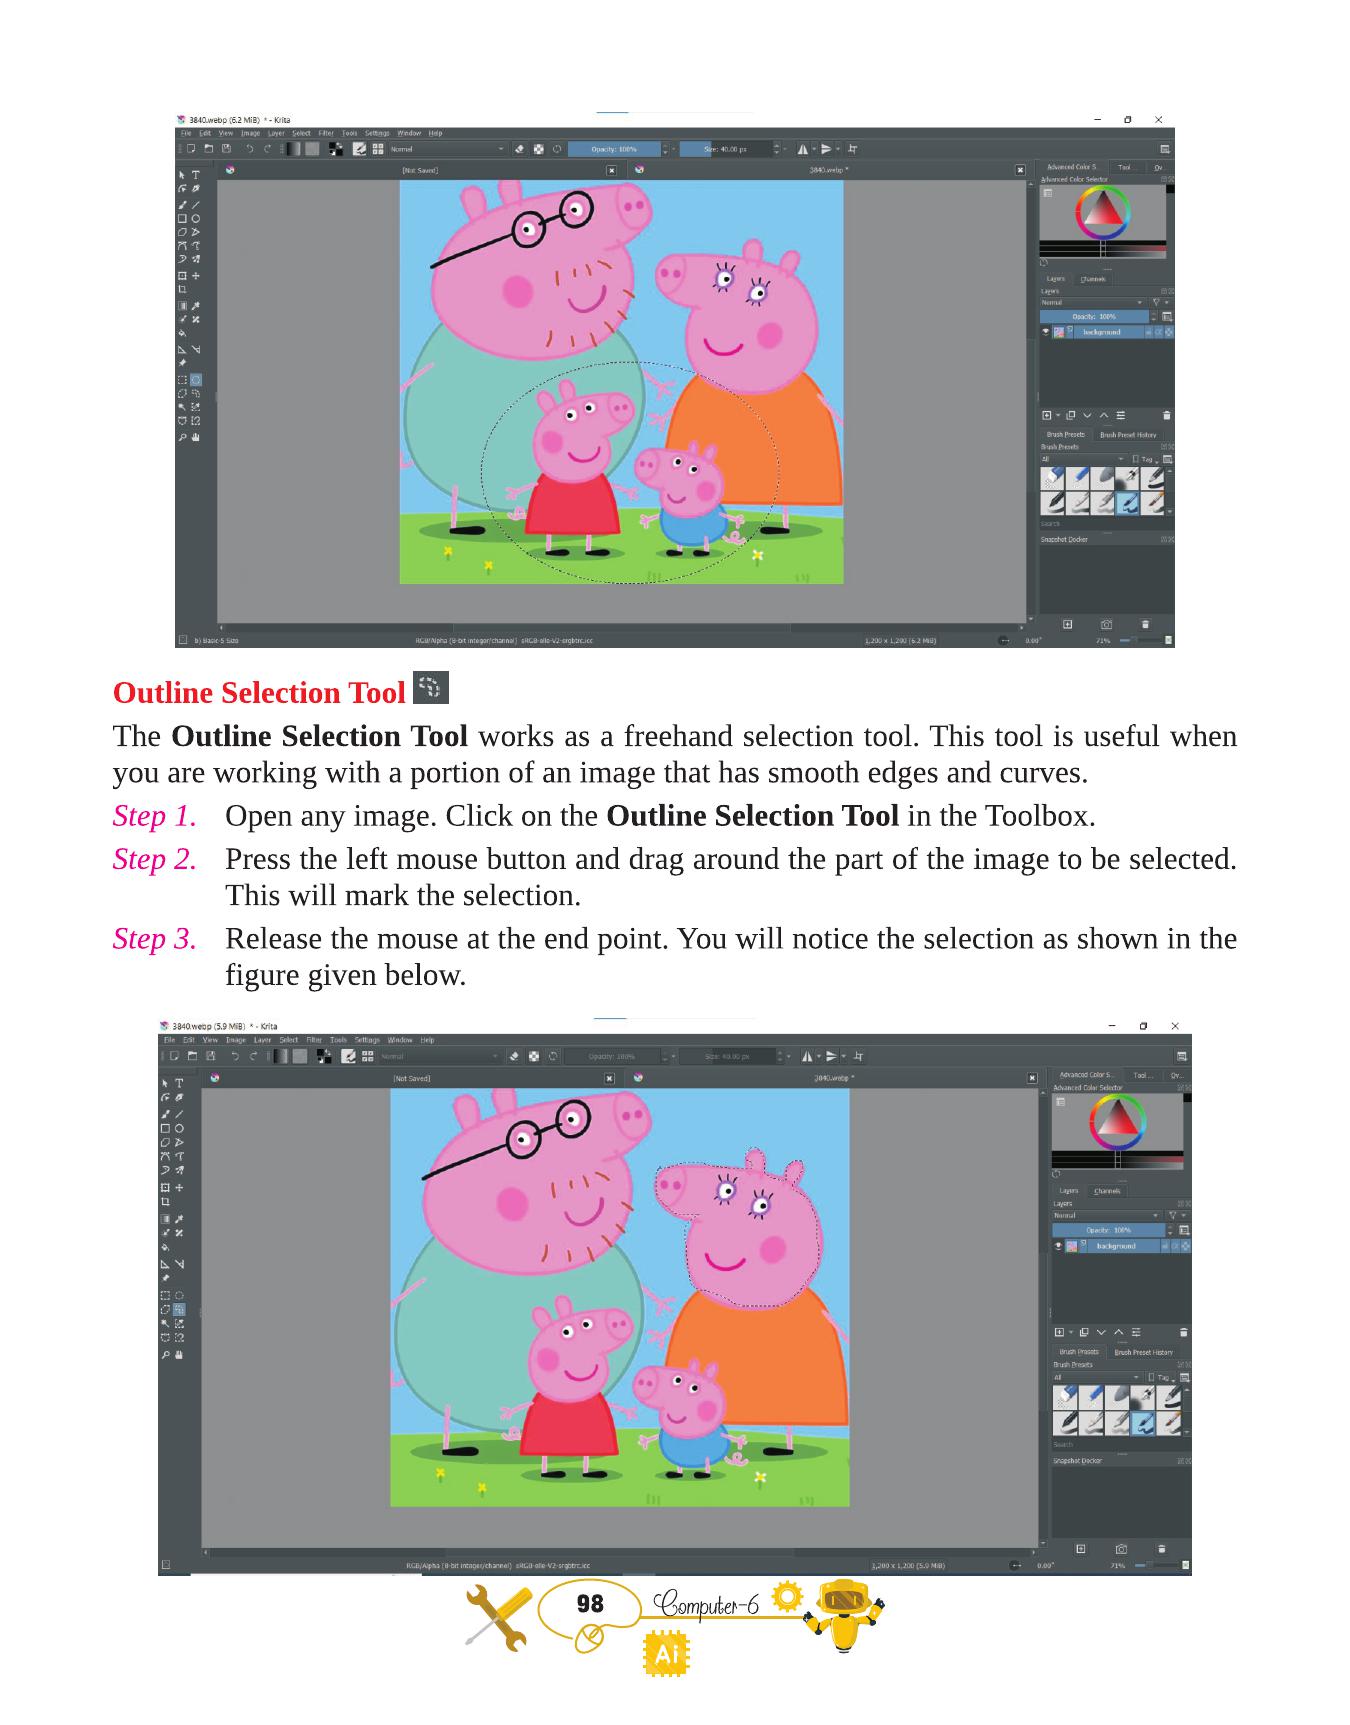 3840.webp (6.2 MiB) * - Krita
File Edit View Image Layer Select Filter Tools Settings Window Help
Normal Opacity: 100% Size: 40.00 px
[Not Saved] 3840.webp *
Advanced Color S... Tool ... Ov...
Advanced Color Selector
Layers Channels
Layers
Normal
Opacity: 100%
background
Brush Presets Brush Preset History
Brush Presets
All Tag
Search
Snapshot Docker
b) Basic-5 Size RGB/Alpha (8-bit integer/channel) sRGB-elle-V2-srgbtrc.icc 1,200 x 1,200 (6.2 MiB) 0.00° 71%
Outline Selection Tool
The Outline Selection Tool works as a freehand selection tool. This tool is useful when
you are working with a portion of an image that has smooth edges and curves.
Step 1. Open any image. Click on the Outline Selection Tool in the Toolbox.
Step 2. Press the left mouse button and drag around the part of the image to be selected.
This will mark the selection.
Step 3. Release the mouse at the end point. You will notice the selection as shown in the
figure given below.
3840.webp (5.9 MiB) * - Krita
File Edit View Image Layer Select Filter Tools Settings Window Help
Normal Opacity: 100% Size: 40.00 px
[Not Saved] 3840.webp *
Advanced Color S... Tool ... Ov...
Advanced Color Selector
Layers Channels
Layers
Normal
Opacity: 100%
background
Brush Presets Brush Preset History
Brush Presets
All Tag
Search
Snapshot Docker
RGB/Alpha (8-bit integer/channel) sRGB-elle-V2-srgbtrc.icc 1,200 x 1,200 (5.9 MiB) 0.00° 71%
98 Computer-6
Ai